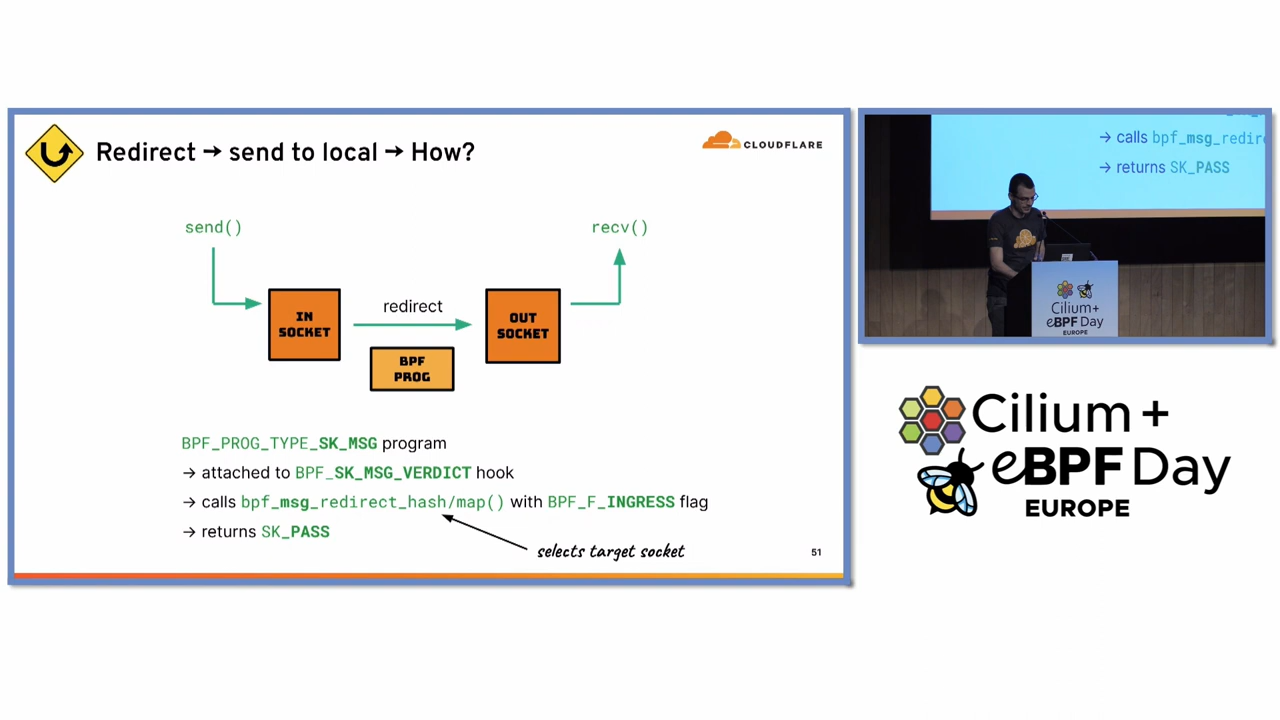 Redirect → send to local → How?
CLOUDFLARE
send()
recv()
IN
SOCKET
redirect
OUT
SOCKET
BPF
PROG
BPF_PROG_TYPE_SK_MSG program
→ attached to BPF_SK_MSG_VERDICT hook
→ calls bpf_msg_redirect_hash/map() with BPF_F_INGRESS flag
→ returns SK_PASS
selects target socket
51
→ calls bpf_msg_redire
→ returns SK_PASS
Cilium+
eBPF Day
EUROPE
Cilium +
eBPF Day
EUROPE